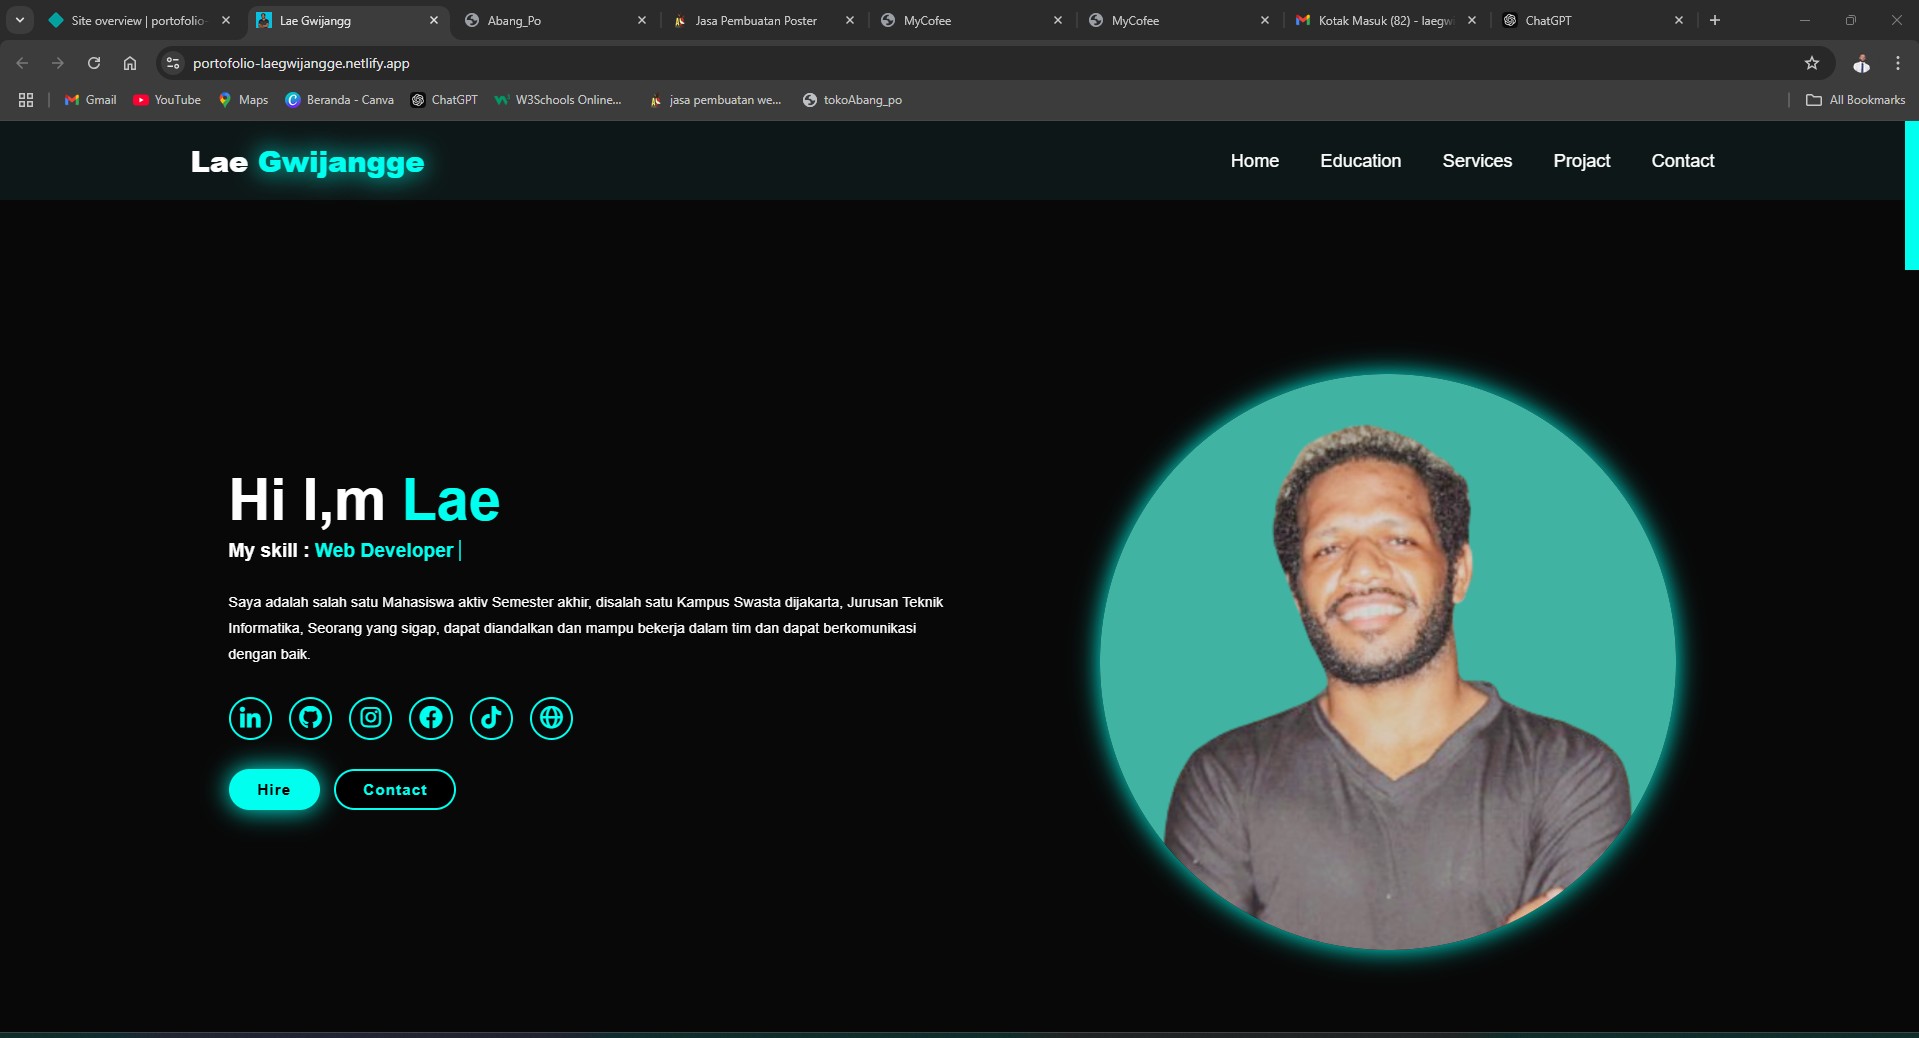 Site overview | portofolio-
Lae Gwijangg
Abang_Po
Jasa Pembuatan Poster
MyCofee
MyCofee
Kotak Masuk (82) - laegw
ChatGPT
portofolio-laegwijangge.netlify.app
Gmail
YouTube
Maps
Beranda - Canva
ChatGPT
W3Schools Online...
jasa pembuatan we...
tokoAbang_po
All Bookmarks
Lae Gwijangge
Home
Education
Services
Projact
Contact
Hi I,m Lae
My skill : Web Developer
Saya adalah salah satu Mahasiswa aktiv Semester akhir, disalah satu Kampus Swasta dijakarta, Jurusan Teknik
Informatika, Seorang yang sigap, dapat diandalkan dan mampu bekerja dalam tim dan dapat berkomunikasi
dengan baik.
Hire
Contact